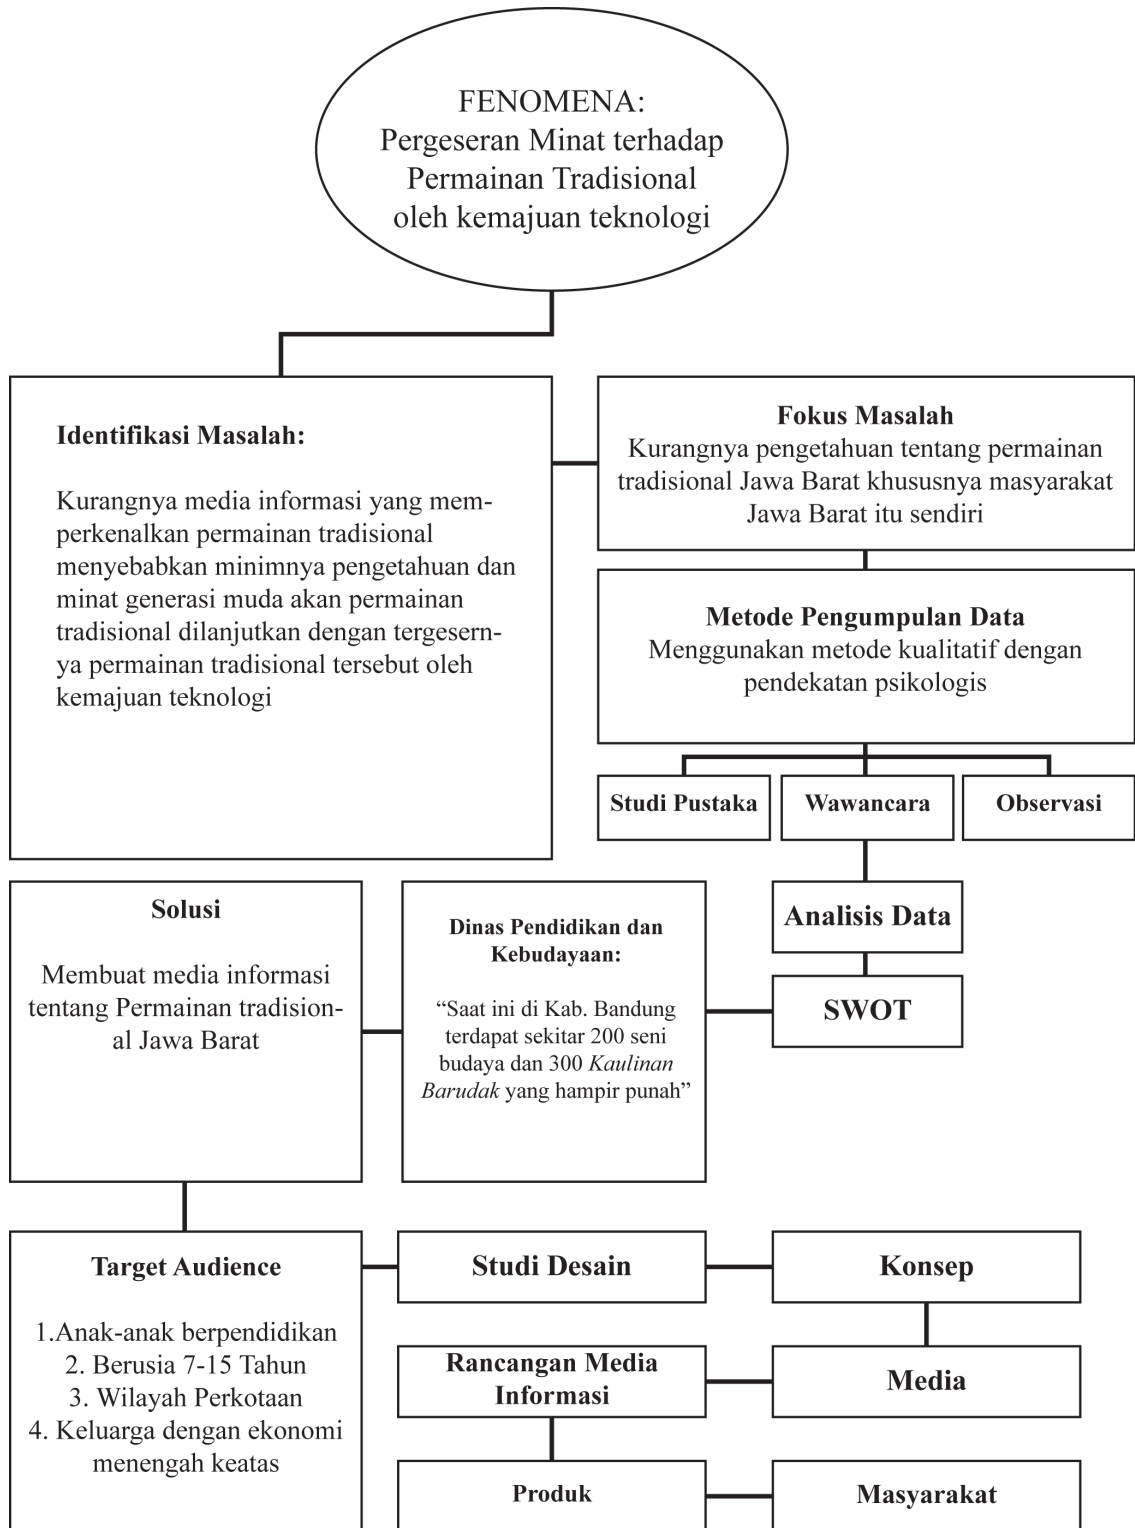 FENOMENA:
Pergeseran Minat terhadap
Permainan Tradisional
oleh kemajuan teknologi
Identifikasi Masalah:
Kurangnya media informasi yang mem-
perkenalkan permainan tradisional
menyebabkan minimnya pengetahuan dan
minat generasi muda akan permainan
tradisional dilanjutkan dengan tergesern-
ya permainan tradisional tersebut oleh
kemajuan teknologi
Fokus Masalah
Kurangnya pengetahuan tentang permainan
tradisional Jawa Barat khususnya masyarakat
Jawa Barat itu sendiri
Metode Pengumpulan Data
Menggunakan metode kualitatif dengan
pendekatan psikologis
Studi Pustaka
Wawancara
Observasi
Analisis Data
SWOT
Dinas Pendidikan dan
Kebudayaan:
“Saat ini di Kab. Bandung
terdapat sekitar 200 seni
budaya dan 300 Kaulinan
Barudak yang hampir punah”
Solusi
Membuat media informasi
tentang Permainan tradision-
al Jawa Barat
Target Audience
1.Anak-anak berpendidikan
2. Berusia 7-15 Tahun
3. Wilayah Perkotaan
4. Keluarga dengan ekonomi
menengah keatas
Studi Desain
Konsep
Media
Rancangan Media
Informasi
Produk
Masyarakat